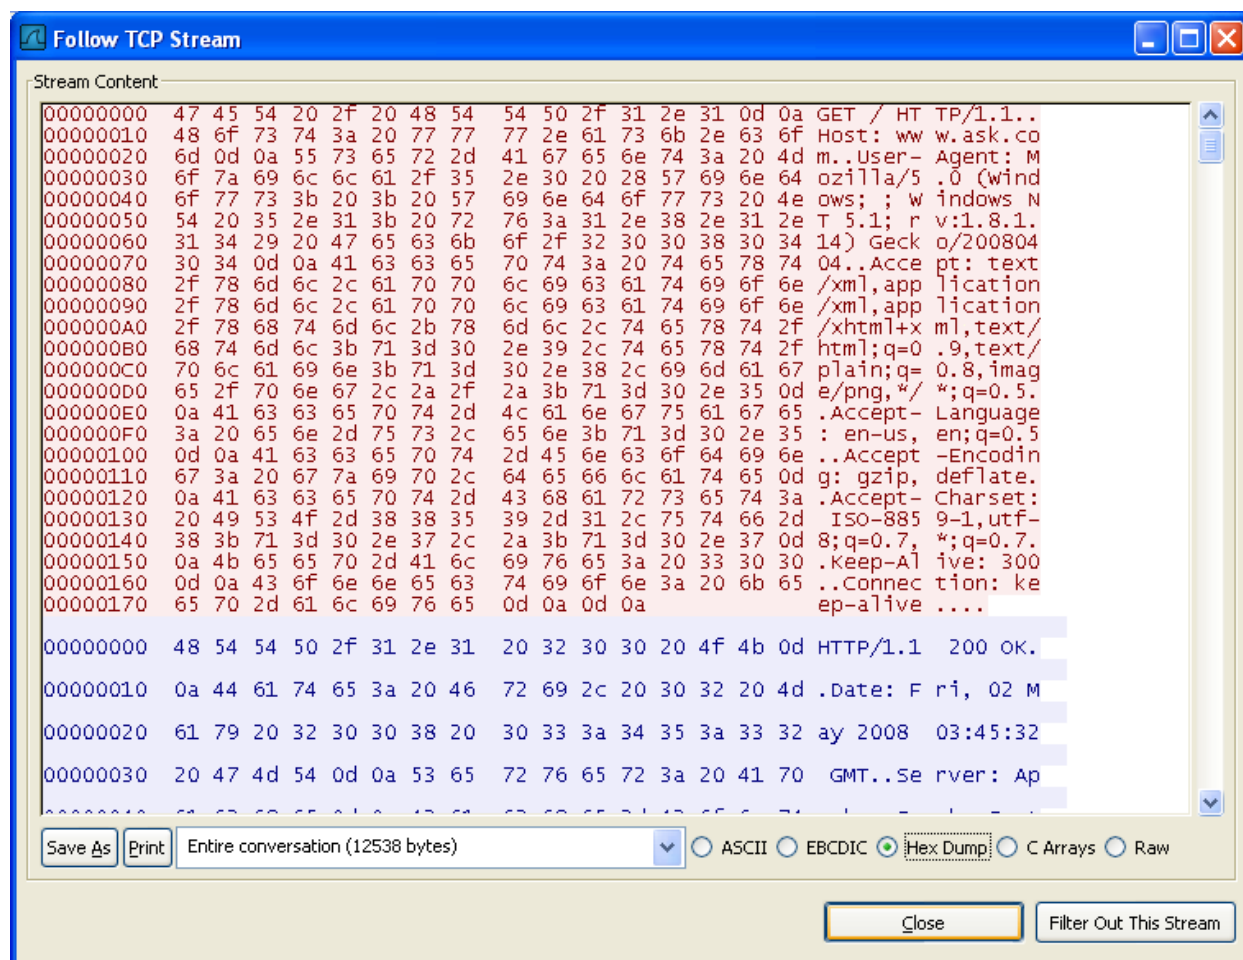 Follow TCP Stream
Stream Content
00000000 47 45 54 20 2f 20 48 54 54 50 2f 31 2e 31 0d 0a GET / HT TP/1.1..
00000010 48 6f 73 74 3a 20 77 77 77 2e 61 73 6b 2e 63 6f Host: ww w.ask.co
00000020 6d 0d 0a 55 73 65 72 2d 41 67 65 6e 74 3a 20 4d m..User- Agent: M
00000030 6f 7a 69 6c 6c 61 2f 35 2e 30 20 28 57 69 6e 64 ozilla/5 .0 (Wind
00000040 6f 77 73 3b 20 3b 20 57 69 6e 64 6f 77 73 20 4e ows; ; W indows N
00000050 54 20 35 2e 31 3b 20 72 76 3a 31 2e 38 2e 31 2e T 5.1; r v:1.8.1.
00000060 31 34 29 20 47 65 63 6b 6f 2f 32 30 30 38 30 34 14) Geck o/200804
00000070 30 34 0d 0a 41 63 63 65 70 74 3a 20 74 65 78 74 04..Acce pt: text
00000080 2f 78 6d 6c 2c 61 70 70 6c 69 63 61 74 69 6f 6e /xml,app lication
00000090 2f 78 6d 6c 2c 61 70 70 6c 69 63 61 74 69 6f 6e /xml,app lication
000000A0 2f 78 68 74 6d 6c 2b 78 6d 6c 2c 74 65 78 74 2f /xhtml+x ml,text/
000000B0 68 74 6d 6c 3b 71 3d 30 2e 39 2c 74 65 78 74 2f html;q=0 .9,text/
000000C0 70 6c 61 69 6e 3b 71 3d 30 2e 38 2c 69 6d 61 67 plain;q= 0.8,imag
000000D0 65 2f 70 6e 67 2c 2a 2f 2a 3b 71 3d 30 2e 35 0d e/png,*/ *;q=0.5.
000000E0 0a 41 63 63 65 70 74 2d 4c 61 6e 67 75 61 67 65 .Accept- Language
000000F0 3a 20 65 6e 2d 75 73 2c 65 6e 3b 71 3d 30 2e 35 : en-us, en;q=0.5
00000100 0d 0a 41 63 63 65 70 74 2d 45 6e 63 6f 64 69 6e ..Accept -Encodin
00000110 67 3a 20 67 7a 69 70 2c 64 65 66 6c 61 74 65 0d g: gzip, deflate.
00000120 0a 41 63 63 65 70 74 2d 43 68 61 72 73 65 74 3a .Accept- Charset:
00000130 20 49 53 4f 2d 38 38 35 39 2d 31 2c 75 74 66 2d ISO-885 9-1,utf-
00000140 38 3b 71 3d 30 2e 37 2c 2a 3b 71 3d 30 2e 37 0d 8;q=0.7, *;q=0.7.
00000150 0a 4b 65 65 70 2d 41 6c 69 76 65 3a 20 33 30 30 .Keep-Al ive: 300
00000160 0d 0a 43 6f 6e 6e 65 63 74 69 6f 6e 3a 20 6b 65 ..Connec tion: ke
00000170 65 70 2d 61 6c 69 76 65 0d 0a 0d 0a ep-alive ....
00000000 48 54 54 50 2f 31 2e 31 20 32 30 30 20 4f 4b 0d HTTP/1.1 200 OK.
00000010 0a 44 61 74 65 3a 20 46 72 69 2c 20 30 32 20 4d .Date: F ri, 02 M
00000020 61 79 20 32 30 30 38 20 30 33 3a 34 35 3a 33 32 ay 2008 03:45:32
00000030 20 47 4d 54 0d 0a 53 65 72 76 65 72 3a 20 41 70 GMT..Se rver: Ap
Save As Print Entire conversation (12538 bytes) ASCII EBCDIC Hex Dump C Arrays Raw
Close Filter Out This Stream